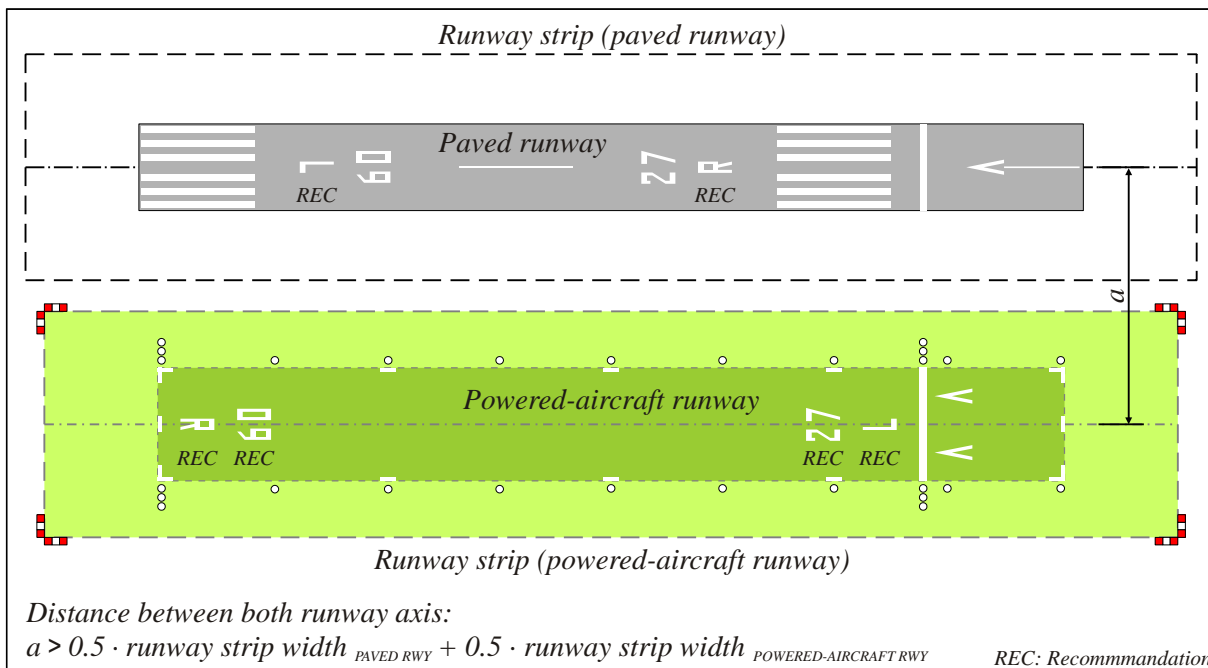 Runway strip (paved runway)
Paved runway
L 09 27 R
REC REC
a
Powered-aircraft runway
R 09 27 L
REC REC REC REC
Runway strip (powered-aircraft runway)
Distance between both runway axis:
a > 0.5 · runway strip width PAVED RWY + 0.5 · runway strip width POWERED-AIRCRAFT RWY
REC: Recommmandation